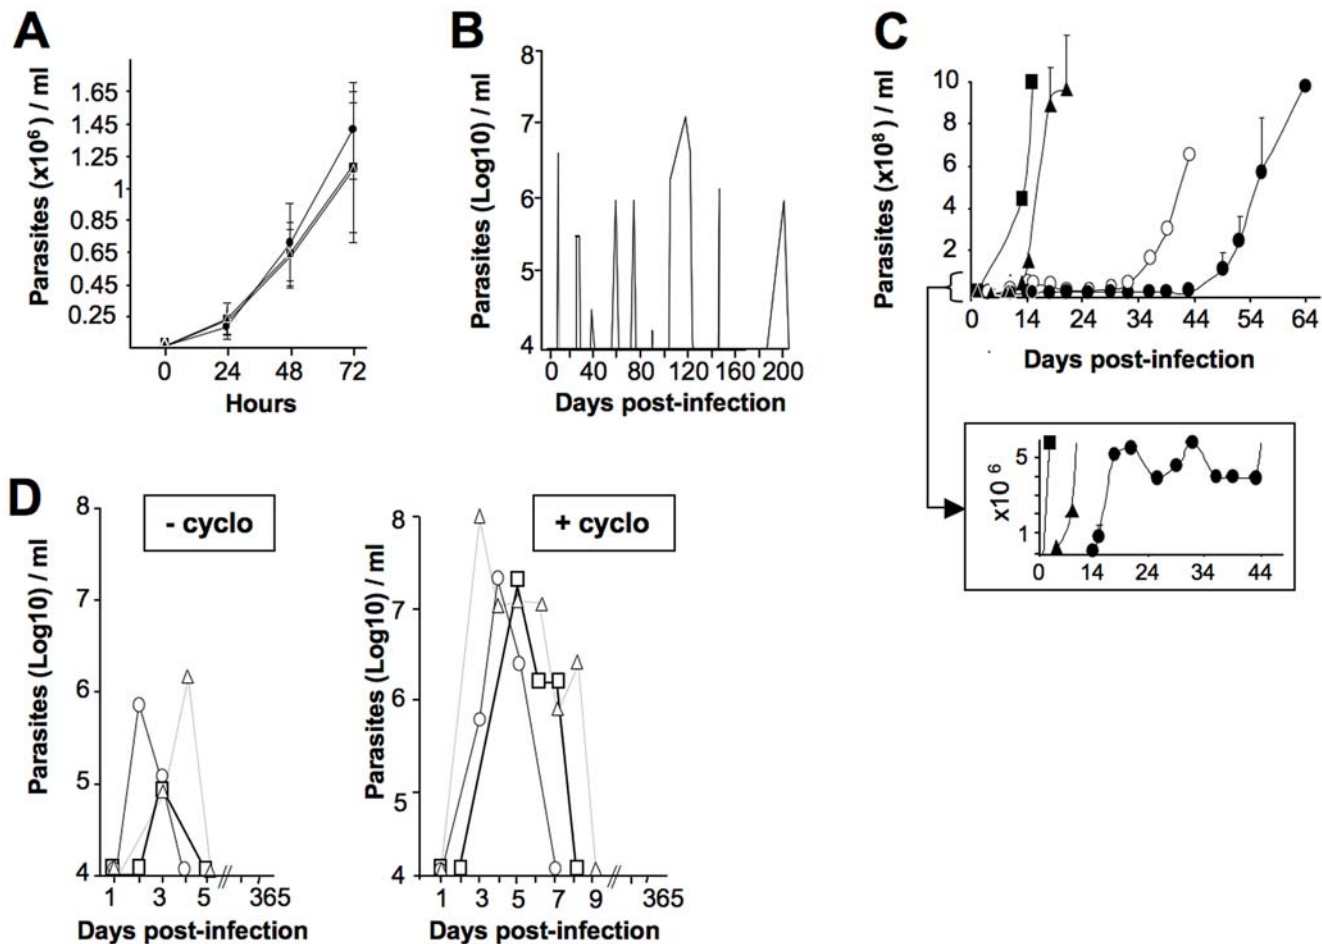 A
Parasites (x10⁶) / ml
1.65
1.45
1.25
1
0.85
0.65
0.45
0.25
0 24 48 72
Hours
B
Parasites (Log10) / ml
8
7
6
5
4
0 40 80 120 160 200
Days post-infection
C
Parasites (x10⁸) / ml
10
8
6
4
2
0 14 24 34 44 54 64
Days post-infection
x10 ⁶
5
1
0 14 24 34 44
D
- cyclo
Parasites (Log10) / ml
8
7
6
5
4
1 3 5 // 365
Days post-infection
+ cyclo
Parasites (Log10) / ml
8
7
6
5
4
1 3 5 7 9 // 365
Days post-infection